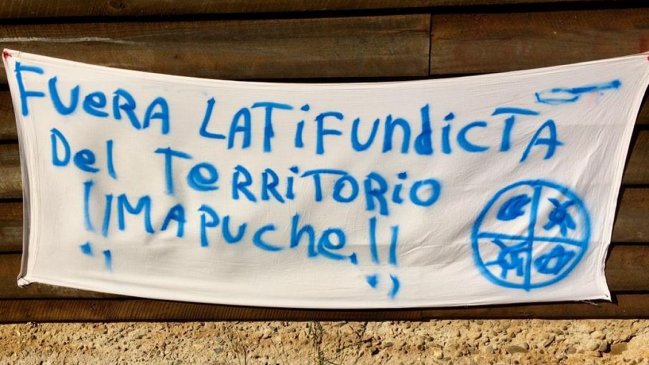 FUERA LATIFUNDICTA
Del TeRRiTORIO
!!MAPUche.!!